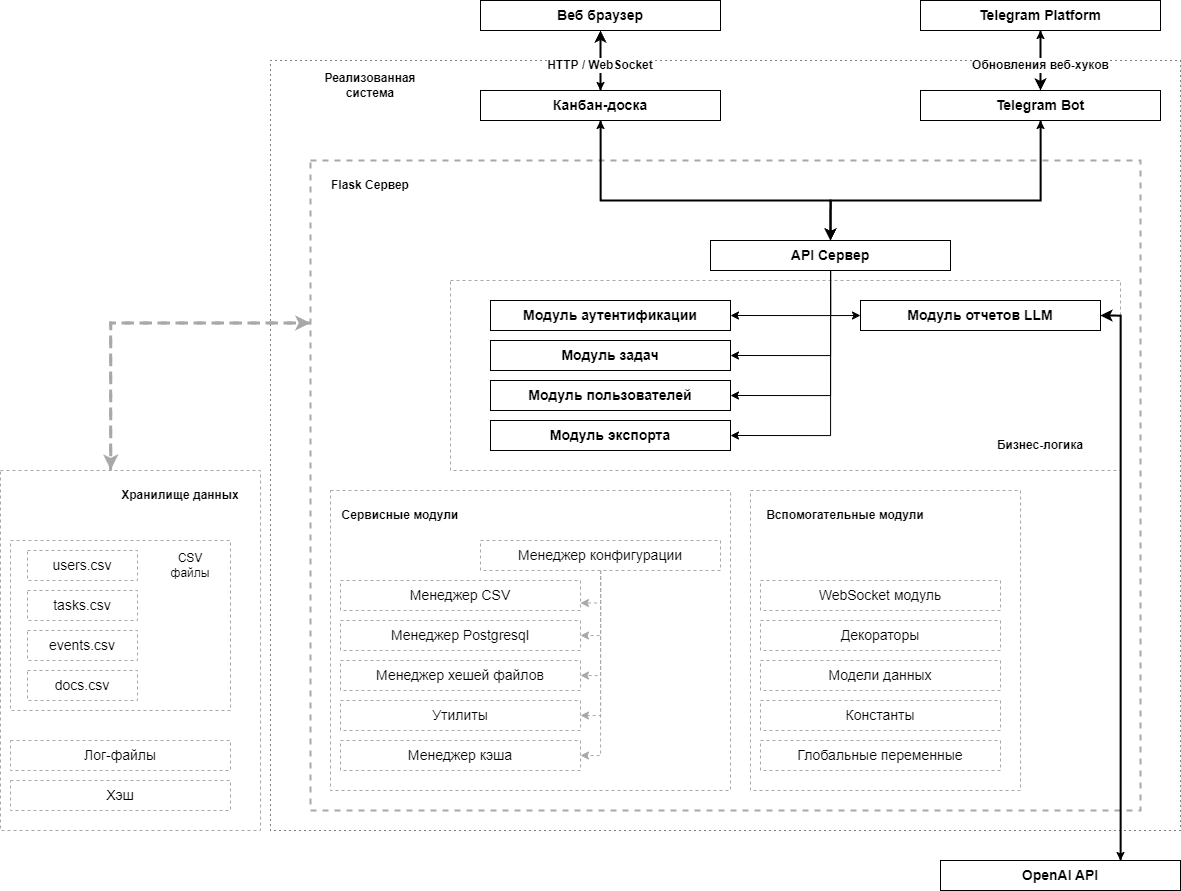 Веб браузер
Telegram Platform
HTTP / WebSocket
Обновления веб-хуков
Реализованная
система
Канбан-доска
Telegram Bot
Flask Сервер
API Сервер
Модуль аутентификации
Модуль отчетов LLM
Модуль задач
Модуль пользователей
Модуль экспорта
Бизнес-логика
Хранилище данных
CSV
файлы
users.csv
tasks.csv
events.csv
docs.csv
Лог-файлы
Хэш
Сервисные модули
Менеджер конфигурации
Менеджер CSV
Менеджер Postgresql
Менеджер хешей файлов
Утилиты
Менеджер кэша
Вспомогательные модули
WebSocket модуль
Декораторы
Модели данных
Константы
Глобальные переменные
OpenAI API